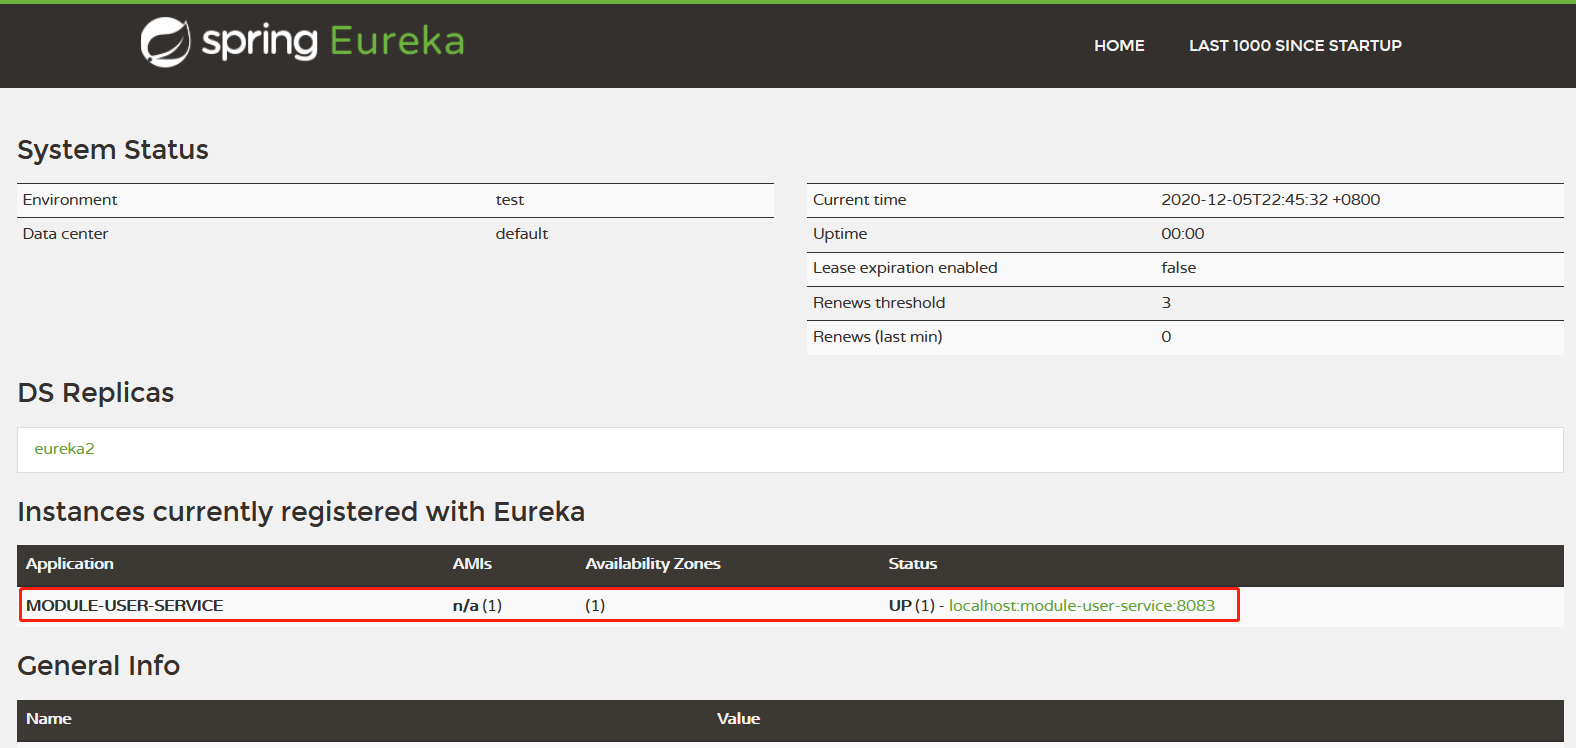 spring Eureka
HOME LAST 1000 SINCE STARTUP
System Status
Environment test
Data center default
Current time 2020-12-05T22:45:32 +0800
Uptime 00:00
Lease expiration enabled false
Renews threshold 3
Renews (last min) 0
DS Replicas
eureka2
Instances currently registered with Eureka
Application AMIs Availability Zones Status
MODULE-USER-SERVICE n/a (1) (1) UP (1) - localhost:module-user-service:8083
General Info
Name Value